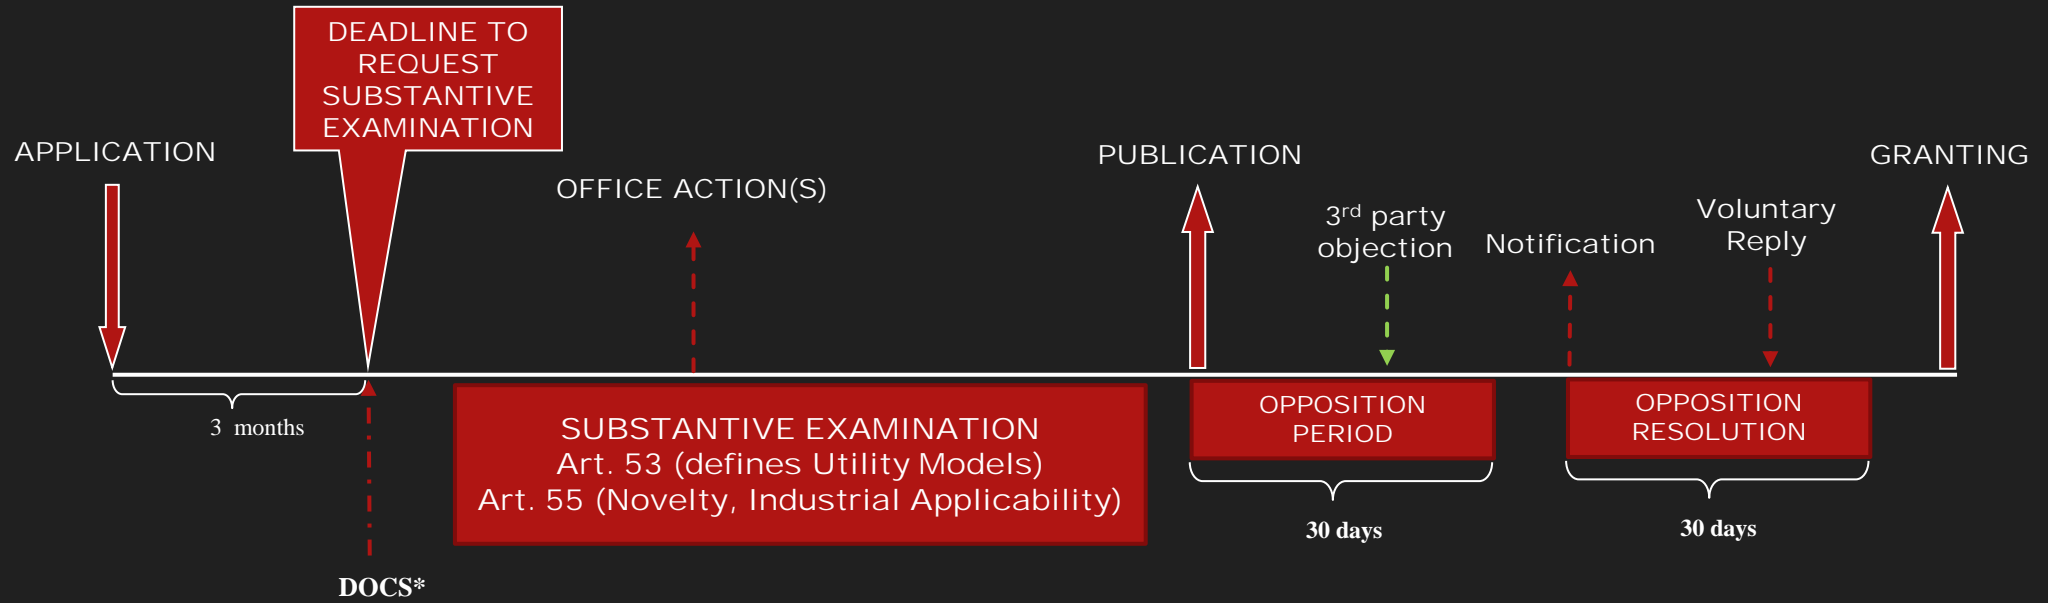 DEADLINE TO
REQUEST
SUBSTANTIVE
EXAMINATION
APPLICATION
PUBLICATION
GRANTING
OFFICE ACTION(S)
3rd party
objection
Notification
Voluntary
Reply
3 months
SUBSTANTIVE EXAMINATION
Art. 53 (defines Utility Models)
Art. 55 (Novelty, Industrial Applicability)
OPPOSITION
PERIOD
OPPOSITION
RESOLUTION
30 days
30 days
DOCS*